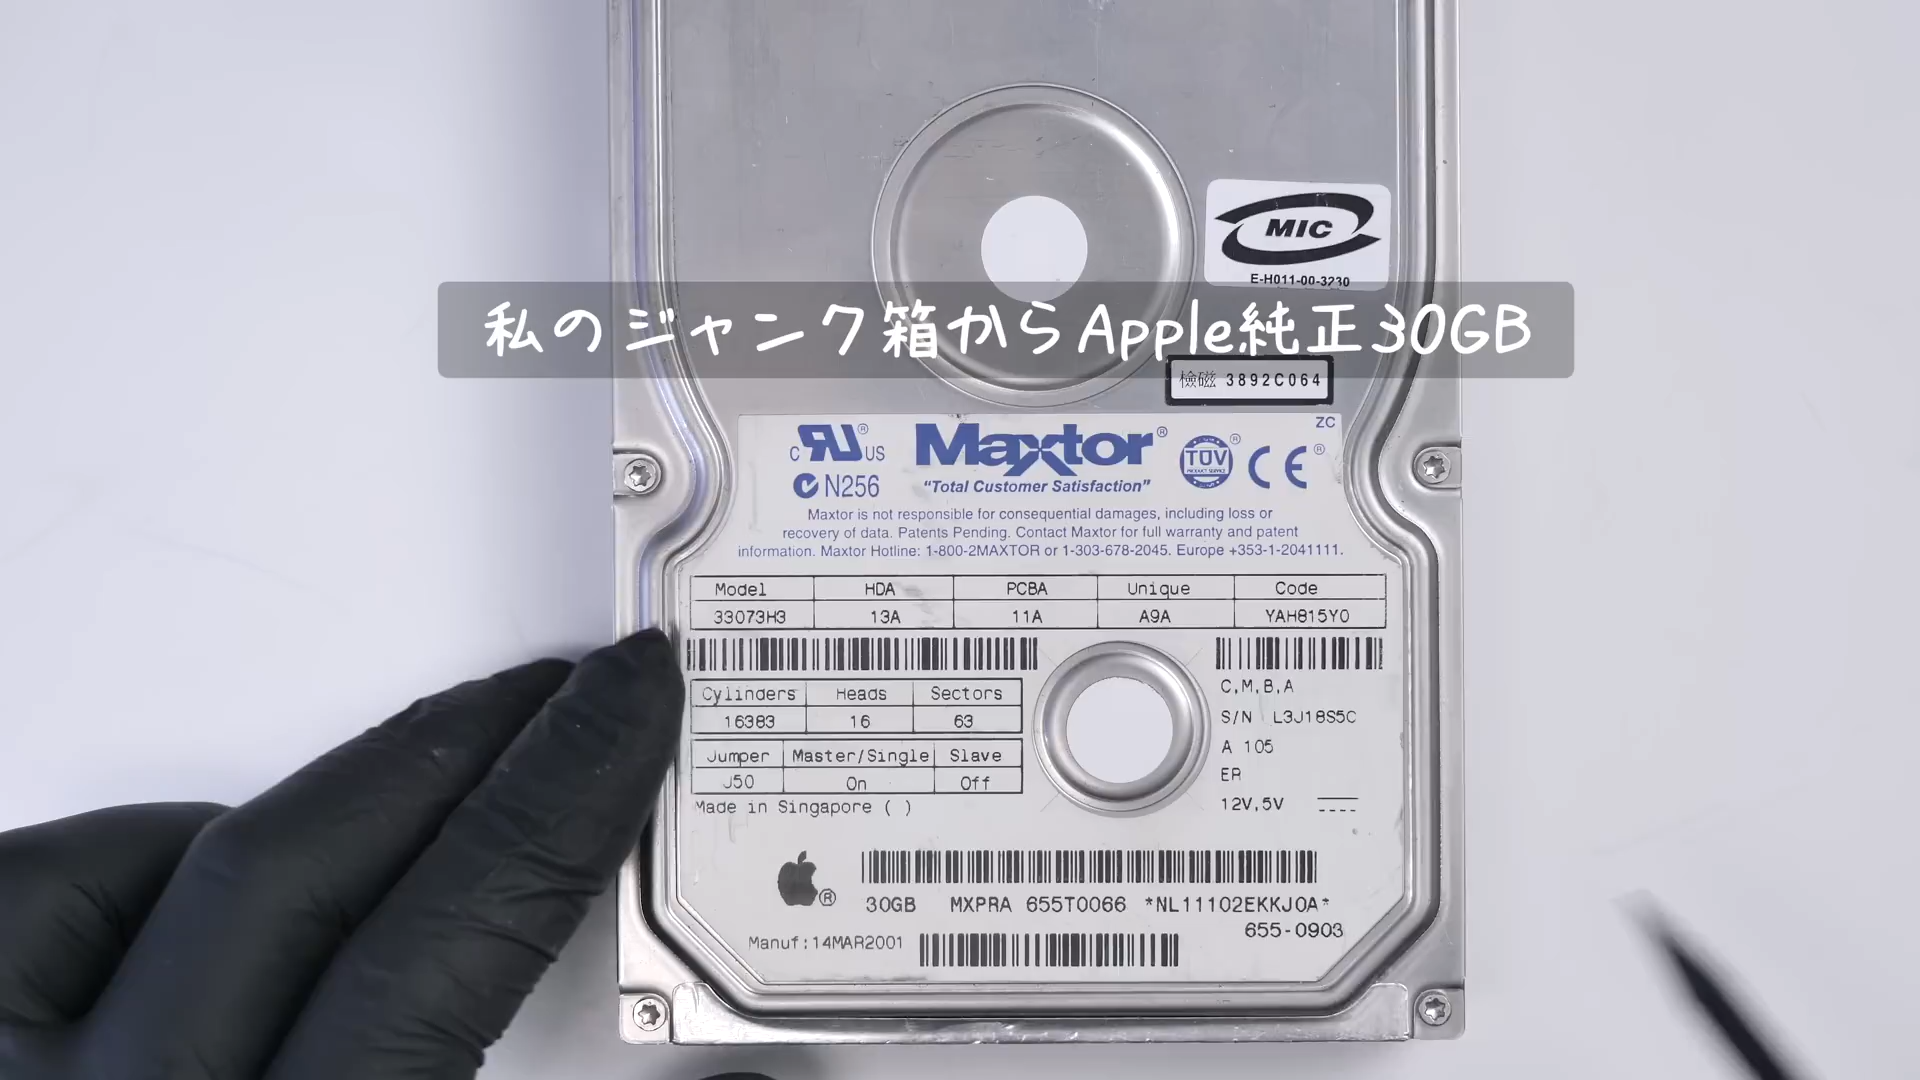 MIC
E-H011-00-3230
私のジャンク箱からApple純正30GB
檢磁 3892C064
ZC
C RU ® US
Maxtor®
TÜV PRODUCT SERVICE ®
CE ®
N256
“Total Customer Satisfaction”
Maxtor is not responsible for consequential damages, including loss or
recovery of data. Patents Pending. Contact Maxtor for full warranty and patent
information. Maxtor Hotline: 1-800-2MAXTOR or 1-303-678-2045. Europe +353-1-2041111.
Model HDA PCBA Unique Code
33073H3 13A 11A A9A YAH815Y0
Cylinders Heads Sectors
16383 16 63
Jumper Master/Single Slave
J50 On Off
Made in Singapore ( )
C,M,B,A
S/N L3J18S5C
A 105
ER
12V,5V
®
30GB MXPRA 655T0066 *NL11102EKKJ0A*
655-0903
Manuf:14MAR2001